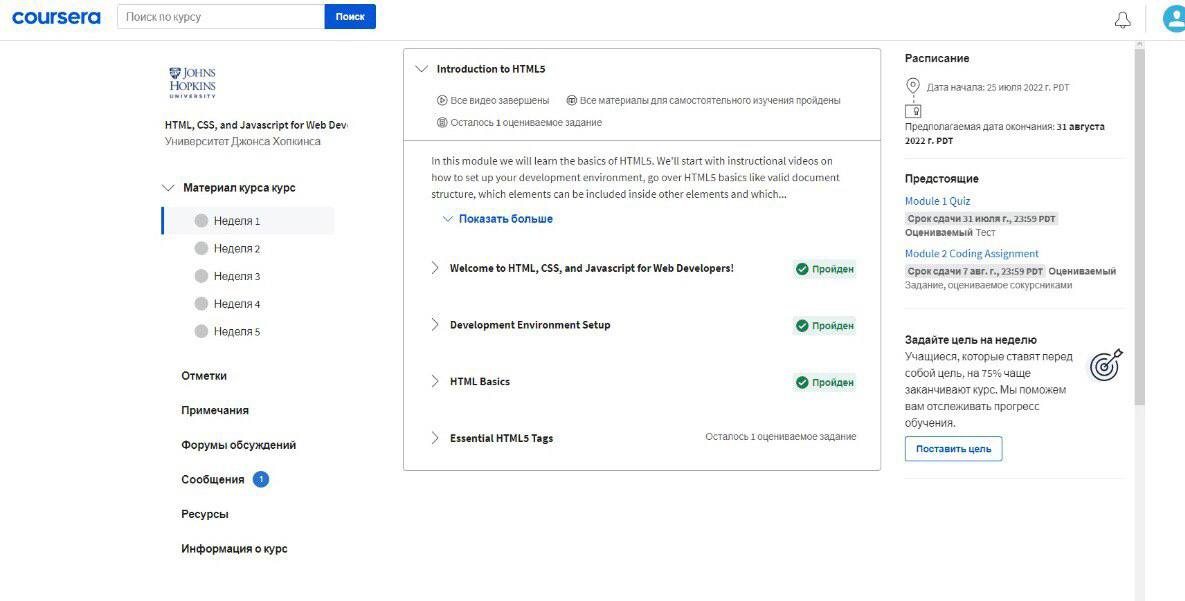 coursera
Поиск по курсу
Поиск
JOHNS
HOPKINS
UNIVERSITY
HTML, CSS, and Javascript for Web Dev
Университет Джонса Хопкинса
Материал курса курс
Неделя 1
Неделя 2
Неделя 3
Неделя 4
Неделя 5
Отметки
Примечания
Форумы обсуждений
Сообщения 1
Ресурсы
Информация о курс
Introduction to HTML5
Все видео завершены
Все материалы для самостоятельного изучения пройдены
Осталось 1 оцениваемое задание
In this module we will learn the basics of HTML5. We'll start with instructional videos on
how to set up your development environment, go over HTML5 basics like valid document
structure, which elements can be included inside other elements and which...
Показать больше
Welcome to HTML, CSS, and Javascript for Web Developers!
Пройден
Development Environment Setup
Пройден
HTML Basics
Пройден
Essential HTML5 Tags
Осталось 1 оцениваемое задание
Расписание
Дата начала: 25 июля 2022 г. PDT
Предполагаемая дата окончания: 31 августа
2022 г. PDT
Предстоящие
Module 1 Quiz
Срок сдачи 31 июля г., 23:59 PDT
Оцениваемый Тест
Module 2 Coding Assignment
Срок сдачи 7 авг. г., 23:59 PDT Оцениваемый
Задание, оцениваемое сокурсниками
Задайте цель на неделю
Учащиеся, которые ставят перед
собой цель, на 75% чаще
заканчивают курс. Мы поможем
вам отслеживать прогресс
обучения.
Поставить цель